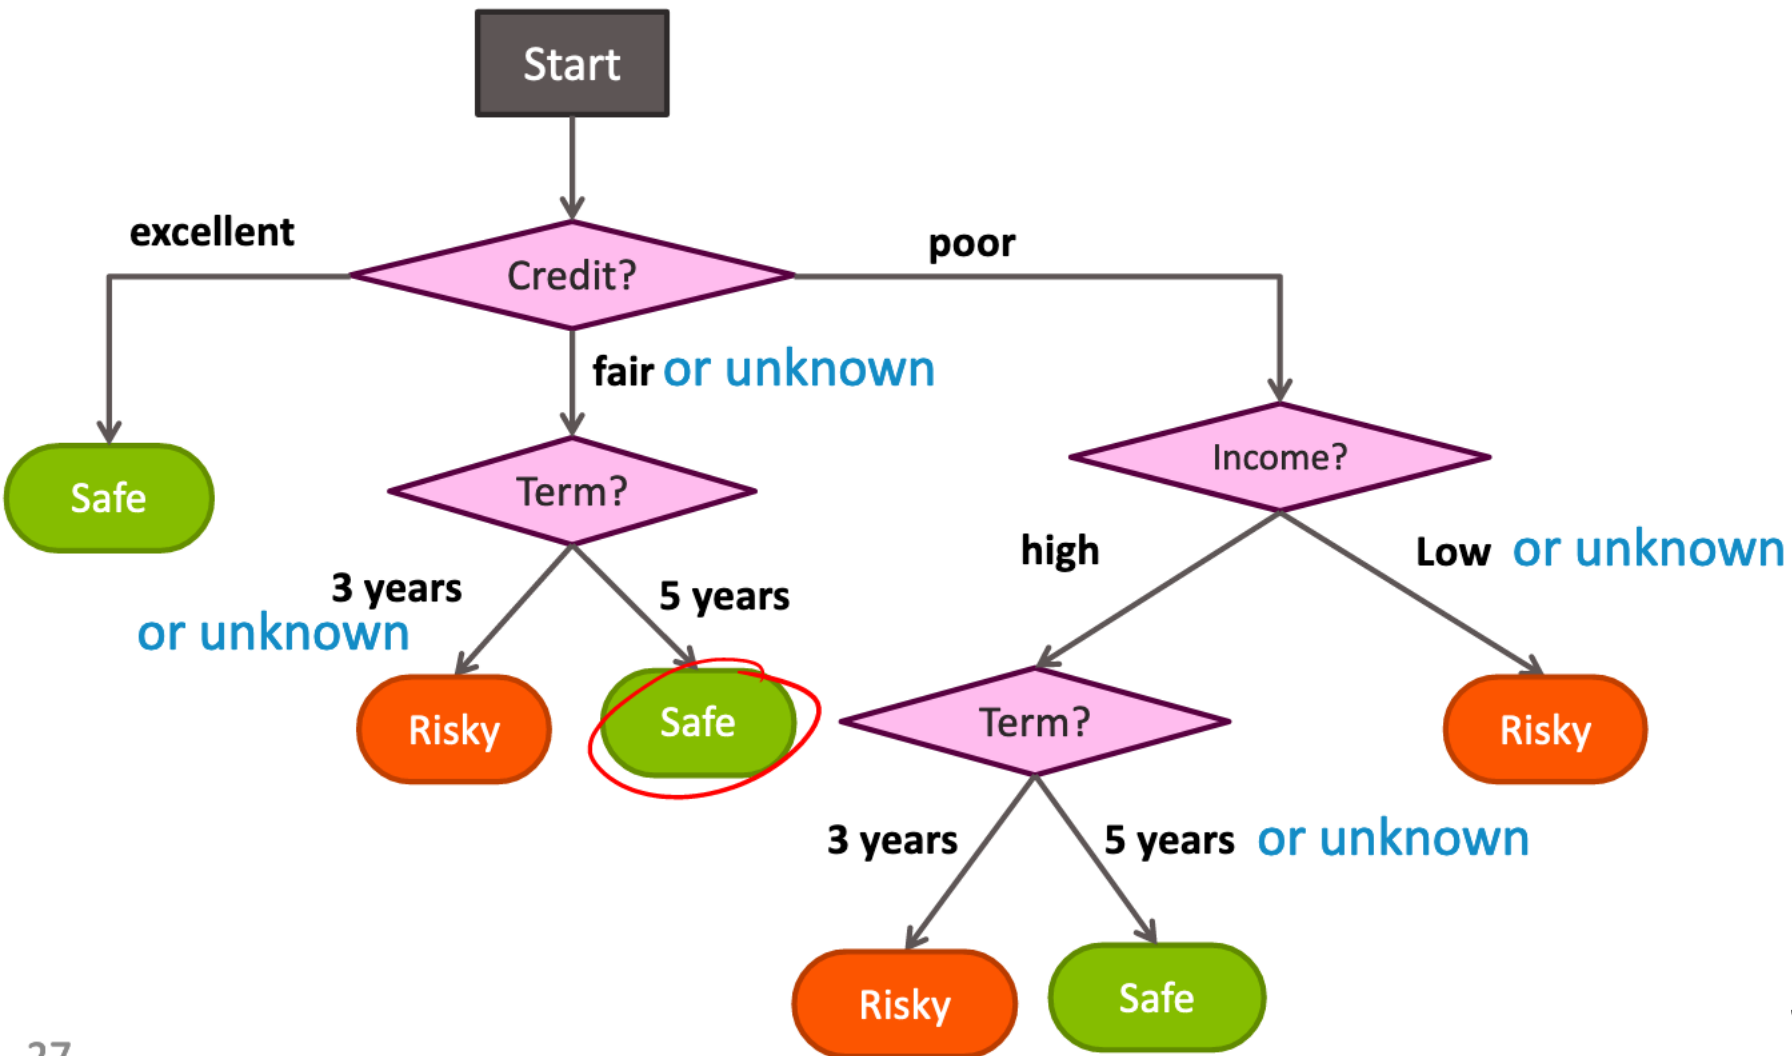 Start
excellent
poor
Credit?
fair or unknown
Income?
Safe
Term?
high
Low or unknown
3 years
or unknown
5 years
Risky
Safe
Term?
Risky
3 years
5 years or unknown
Risky
Safe
27